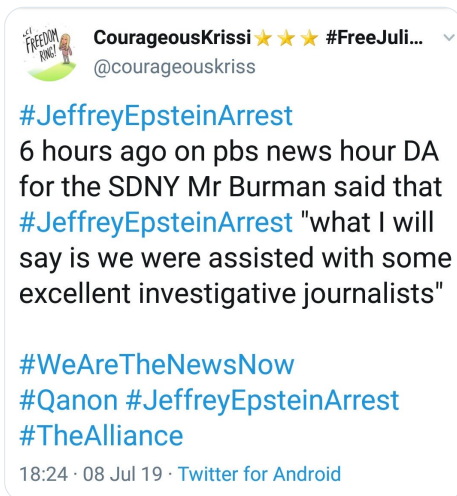 FREEDOM
RING!
CourageousKrissi⭐⭐⭐ #FreeJuli...
@courageouskriss
#JeffreyEpsteinArrest
6 hours ago on pbs news hour DA
for the SDNY Mr Burman said that
#JeffreyEpsteinArrest "what I will
say is we were assisted with some
excellent investigative journalists"
#WeAreTheNewsNow
#Qanon #JeffreyEpsteinArrest
#TheAlliance
18:24 · 08 Jul 19 · Twitter for Android